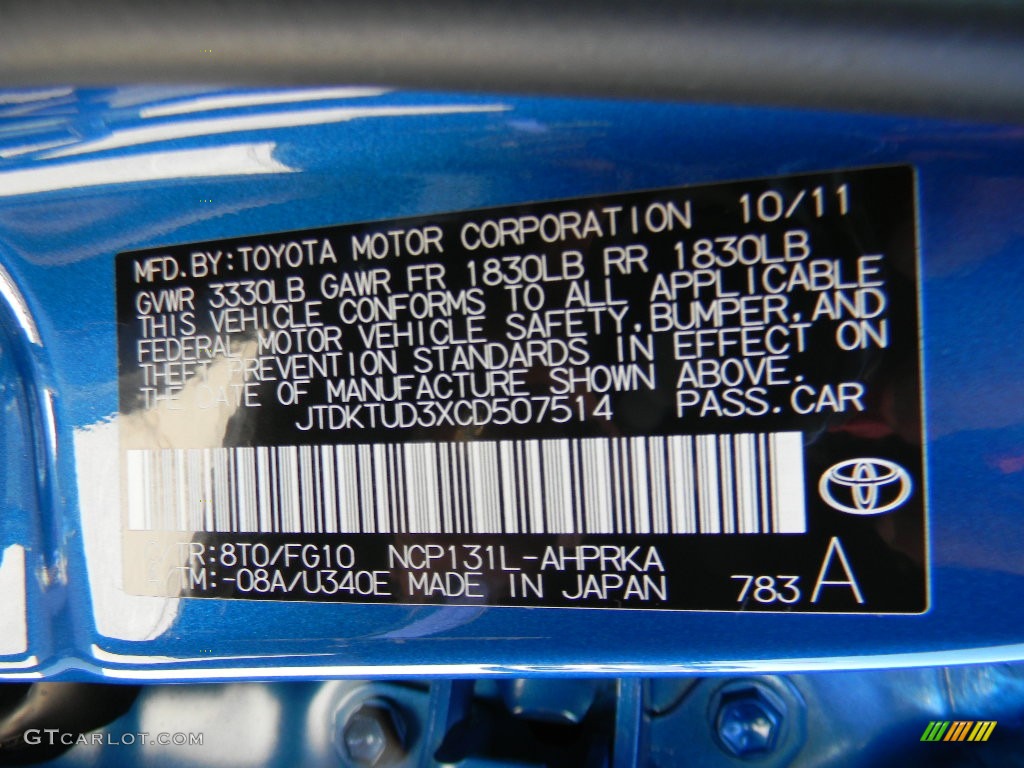 MFD.BY:TOYOTA MOTOR CORPORATION 10/11
GVWR 3330LB GAWR FR 1830LB RR 1830LB
THIS VEHICLE CONFORMS TO ALL APPLICABLE
FEDERAL MOTOR VEHICLE SAFETY,BUMPER,AND
THEFT PREVENTION STANDARDS IN EFFECT ON
THE DATE OF MANUFACTURE SHOWN ABOVE.
JTDKTUD3XCD507514 PASS.CAR
C/TR:8T0/FG10 NCP131L-AHPRKA
A/TM:-08A/U340E MADE IN JAPAN 783 A
GTCARLOT.COM